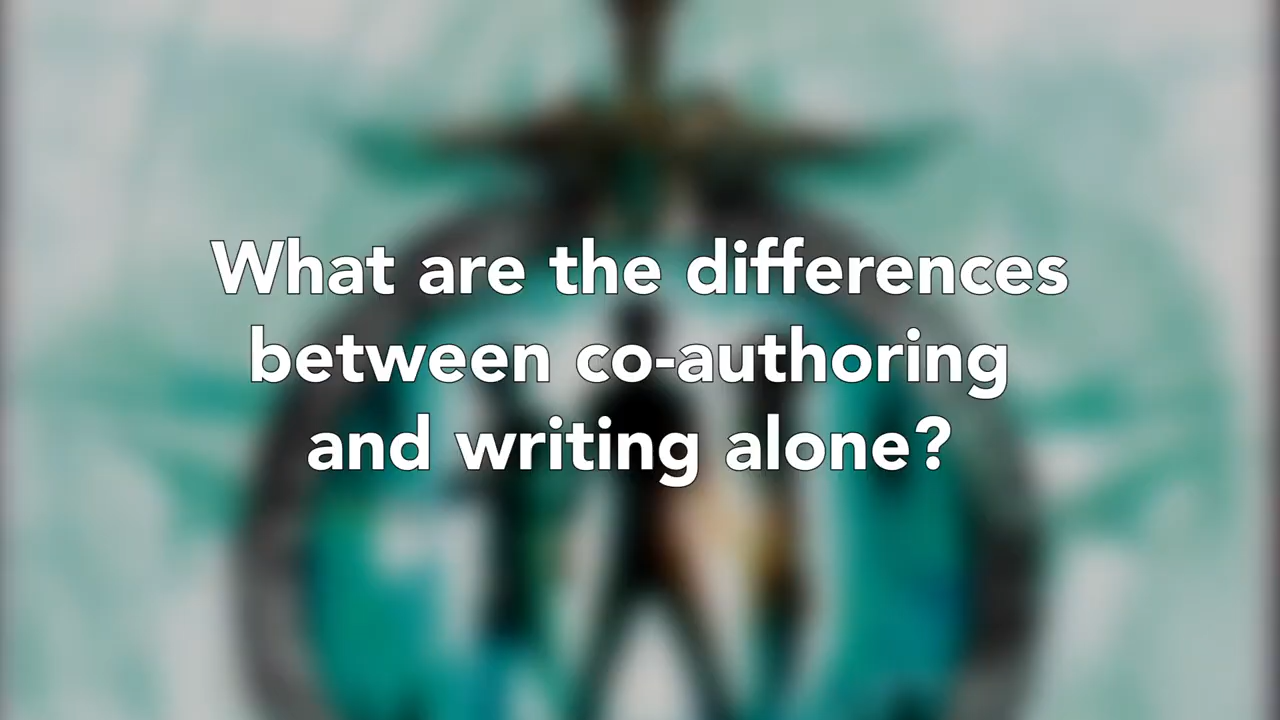 What are the differences
between co-authoring
and writing alone?